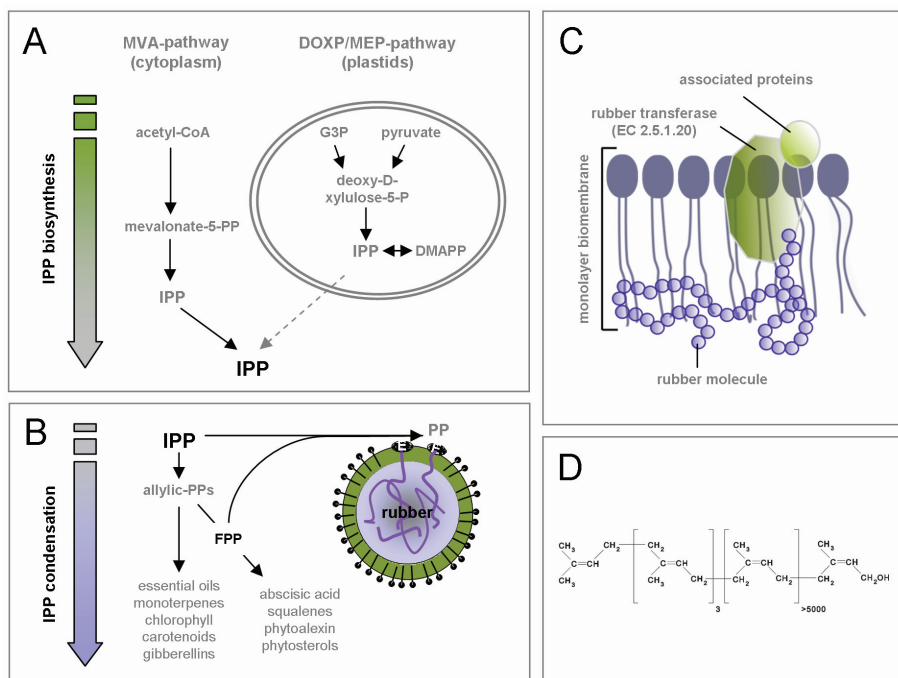 A
MVA-pathway
(cytoplasm)
DOXP/MEP-pathway
(plastids)
IPP biosynthesis
acetyl-CoA
mevalonate-5-PP
IPP
G3P
pyruvate
deoxy-D-
xylulose-5-P
IPP
DMAPP
IPP
B
IPP condensation
IPP
PP
allylic-PPs
FPP
rubber
essential oils
monoterpenes
chlorophyll
carotenoids
gibberellins
abscisic acid
squalenes
phytoalexin
phytosterols
C
associated proteins
rubber transferase
(EC 2.5.1.20)
monolayer biomembrane
rubber molecule
D
CH3
C=CH
CH3
CH2
CH2
C=CH
CH3
CH2
3
CH3
C=CH
CH2
CH2
>5000
CH3
C=CH
CH2
CH2OH